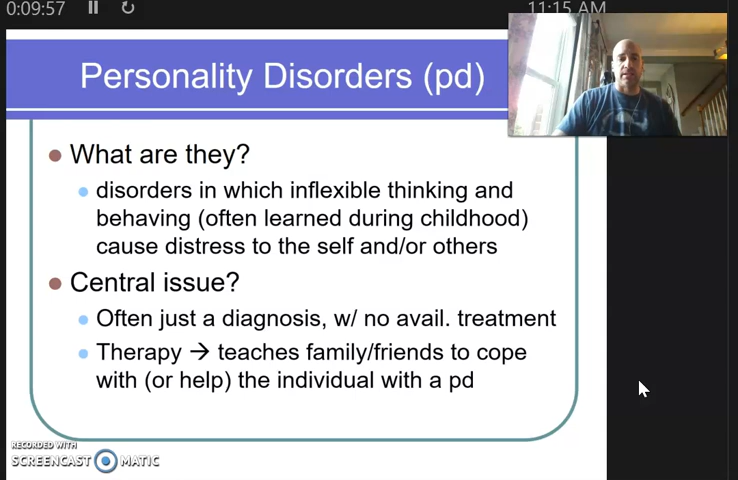 0:09:57
11:15 AM
Personality Disorders (pd)
What are they?
disorders in which inflexible thinking and
behaving (often learned during childhood)
cause distress to the self and/or others
Central issue?
Often just a diagnosis, w/ no avail. treatment
Therapy → teaches family/friends to cope
with (or help) the individual with a pd
RECORDED WITH
SCREENCAST MATIC